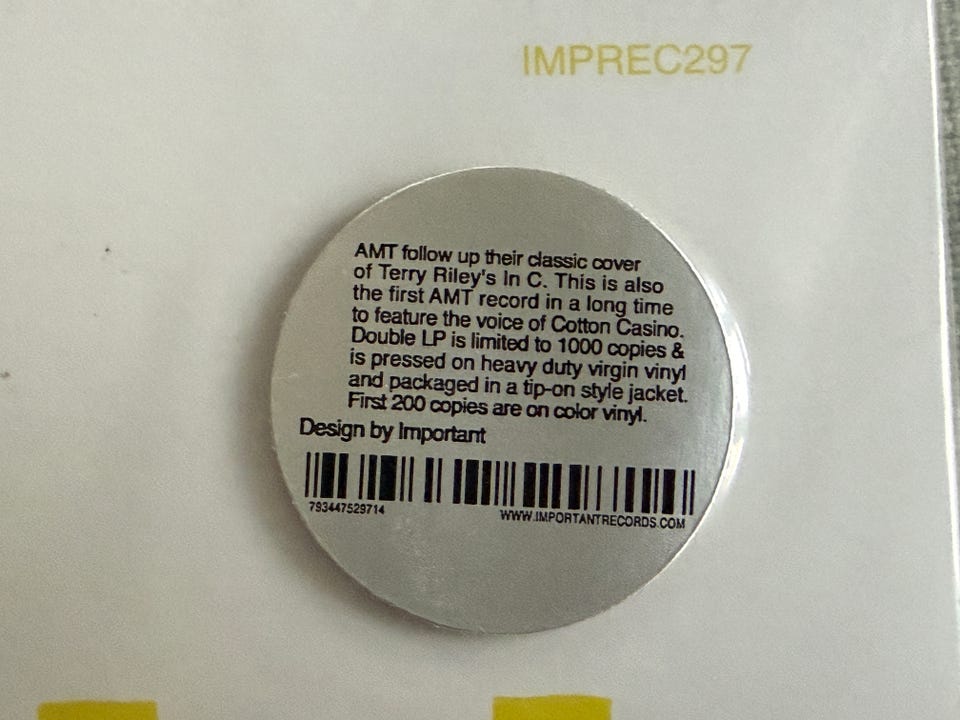 IMPREC297
AMT follow up their classic cover
of Terry Riley's In C. This is also
the first AMT record in a long time
to feature the voice of Cotton Casino.
Double LP is limited to 1000 copies &
is pressed on heavy duty virgin vinyl
and packaged in a tip-on style jacket.
First 200 copies are on color vinyl.
Design by Important
793447529714
WWW.IMPORTANTRECORDS.COM